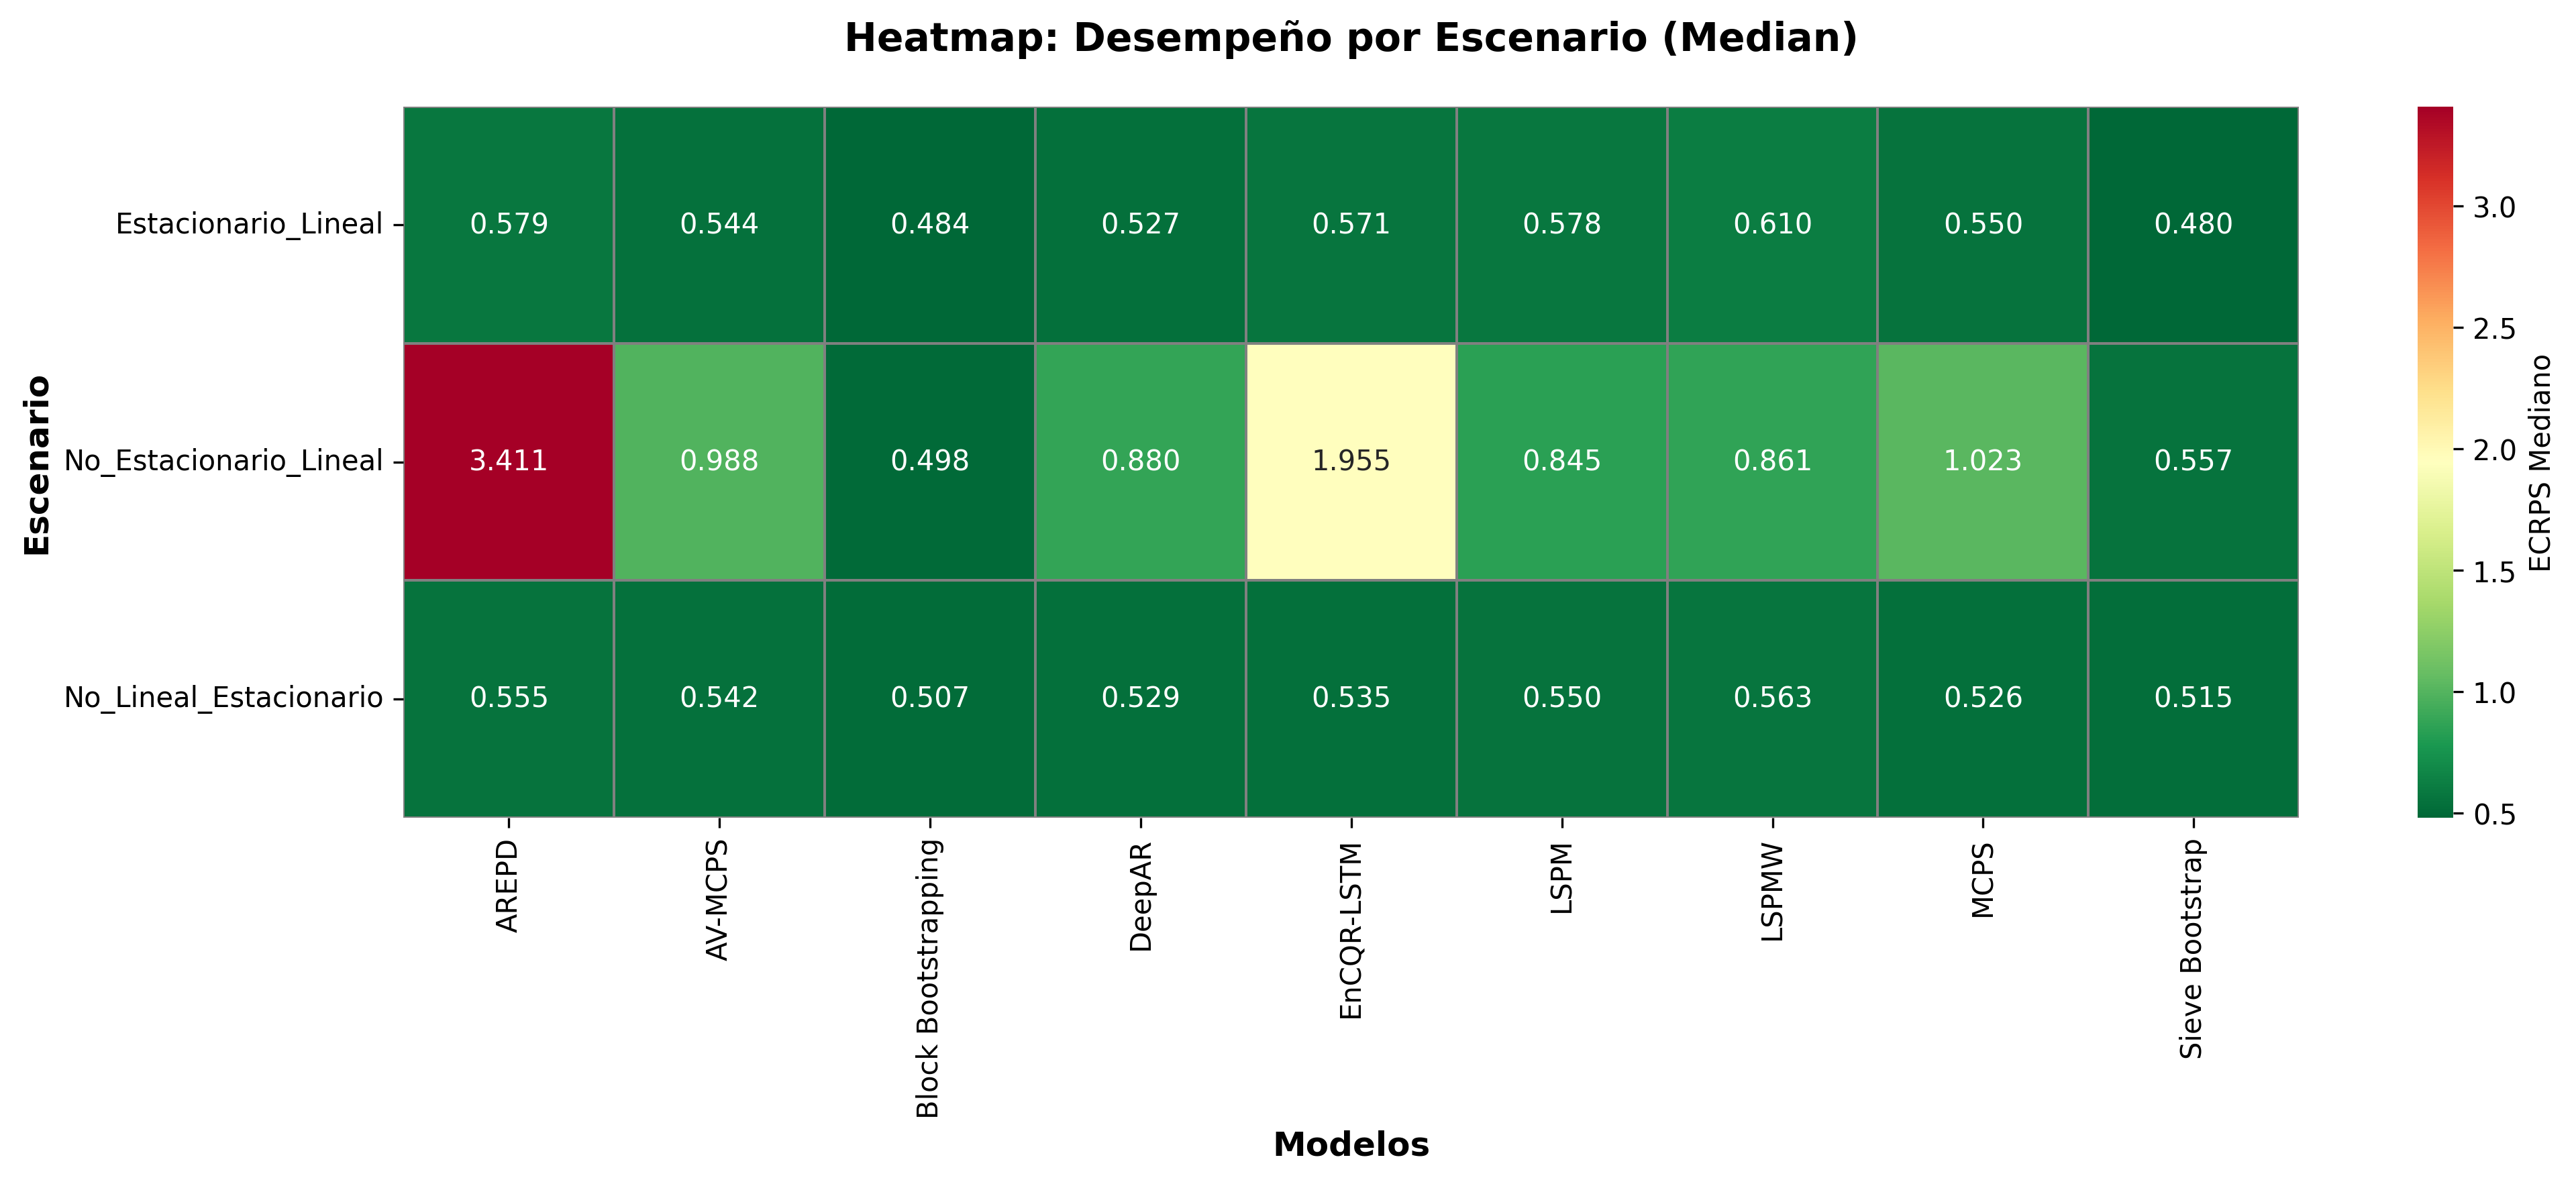 Heatmap: Desempeño por Escenario (Median)
Escenario
Estacionario_Lineal 0.579 0.544 0.484 0.527 0.571 0.578 0.610 0.550 0.480
No_Estacionario_Lineal 3.411 0.988 0.498 0.880 1.955 0.845 0.861 1.023 0.557
No_Lineal_Estacionario 0.555 0.542 0.507 0.529 0.535 0.550 0.563 0.526 0.515
AREPD
AV-MCPS
Block Bootstrapping
DeepAR
EnCQR-LSTM
LSPM
LSPMW
MCPS
Sieve Bootstrap
Modelos
3.0
2.5
2.0
1.5
1.0
0.5
ECRPS Mediano